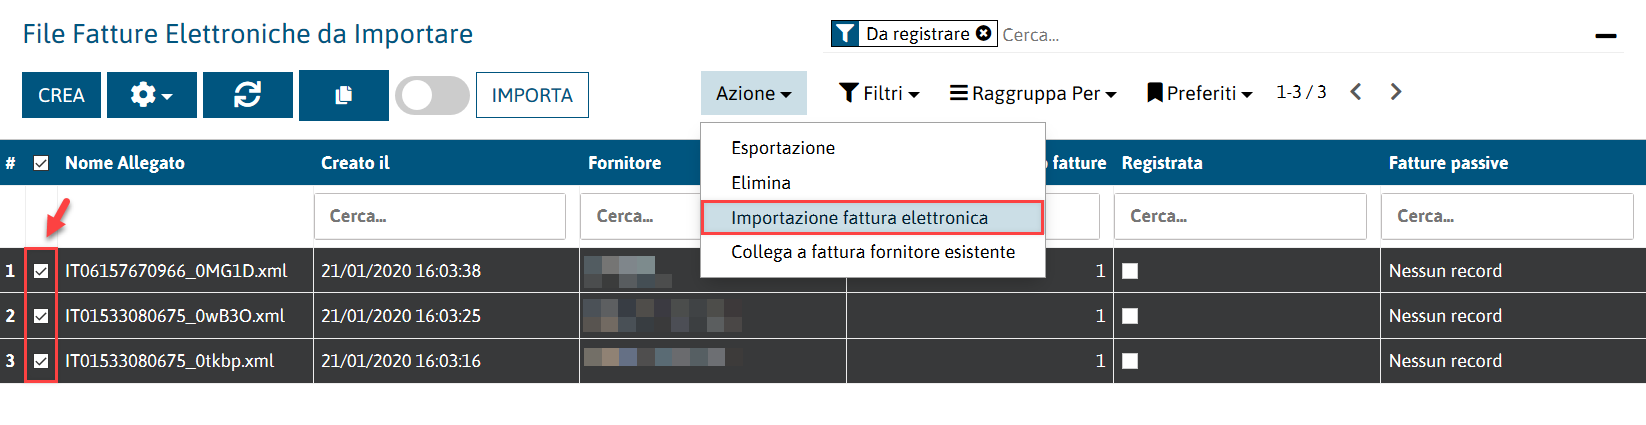 File Fatture Elettroniche da Importare
Da registrare Cerca...
CREA IMPORTA Azione Filtri Raggruppa Per Preferiti 1-3 / 3
# Nome Allegato Creato il Fornitore o fatture Registrata Fatture passive
Esportazione
Elimina
Importazione fattura elettronica
Collega a fattura fornitore esistente
Cerca... Cerca... Cerca... Cerca...
1 IT06157670966_0MG1D.xml 21/01/2020 16:03:38 1 Nessun record
2 IT01533080675_0wB3O.xml 21/01/2020 16:03:25 1 Nessun record
3 IT01533080675_0tkbp.xml 21/01/2020 16:03:16 1 Nessun record